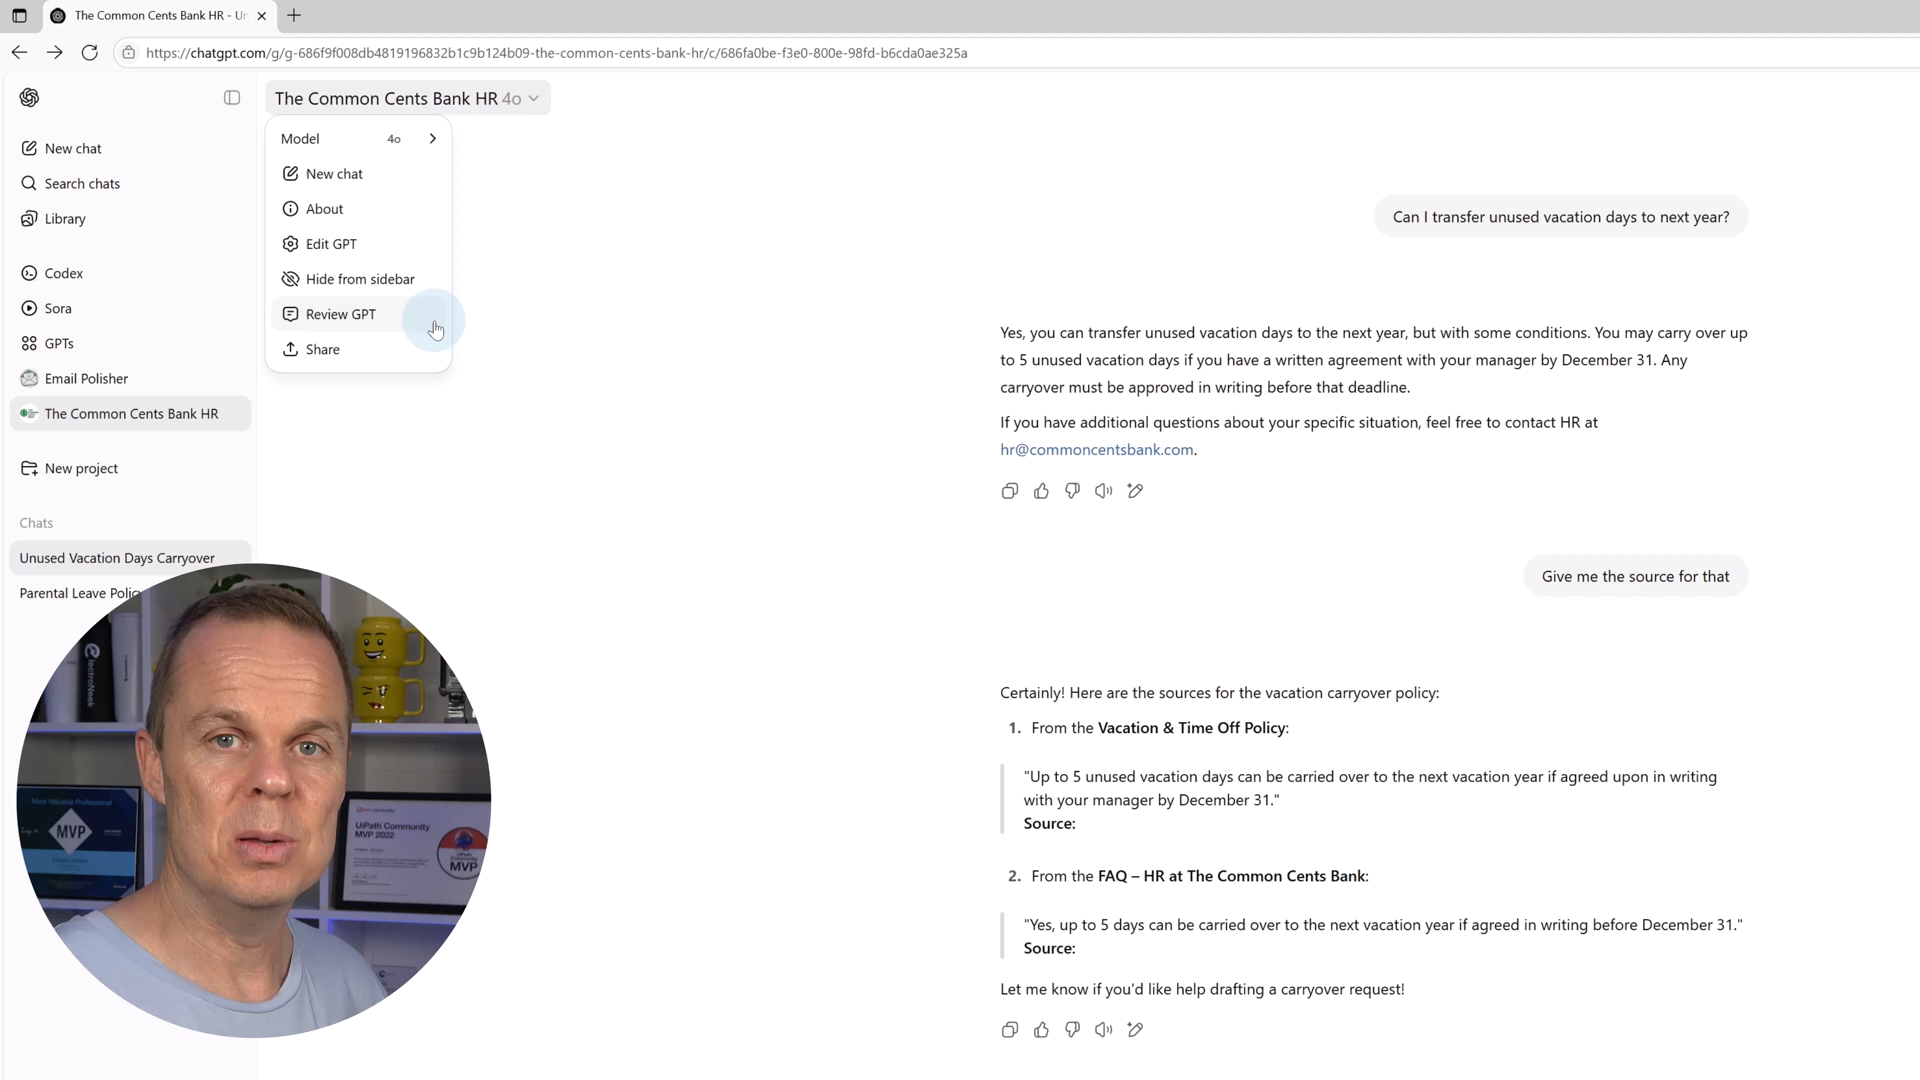 The Common Cents Bank HR - Un
https://chatgpt.com/g/g-686f9f008db4819196832b1c9b124b09-the-common-cents-bank-hr/c/686fa0be-f3e0-800e-98fd-b6cda0ae325a
The Common Cents Bank HR 4o
Model 4o
New chat
About
Edit GPT
Hide from sidebar
Review GPT
Share
New chat
Search chats
Library
Codex
Sora
GPTs
Email Polisher
The Common Cents Bank HR
New project
Chats
Unused Vacation Days Carryover
Parental Leave Polic
Can I transfer unused vacation days to next year?
Yes, you can transfer unused vacation days to the next year, but with some conditions. You may carry over up
to 5 unused vacation days if you have a written agreement with your manager by December 31. Any
carryover must be approved in writing before that deadline.
If you have additional questions about your specific situation, feel free to contact HR at
hr@commoncentsbank.com.
Give me the source for that
Certainly! Here are the sources for the vacation carryover policy:
1. From the Vacation & Time Off Policy:
"Up to 5 unused vacation days can be carried over to the next vacation year if agreed upon in writing
with your manager by December 31."
Source:
2. From the FAQ – HR at The Common Cents Bank:
"Yes, up to 5 days can be carried over to the next vacation year if agreed in writing before December 31."
Source:
Let me know if you'd like help drafting a carryover request!
lectroNeek
Most Valuable Professional
MVP
UiPath Community
MVP 2022
MVP